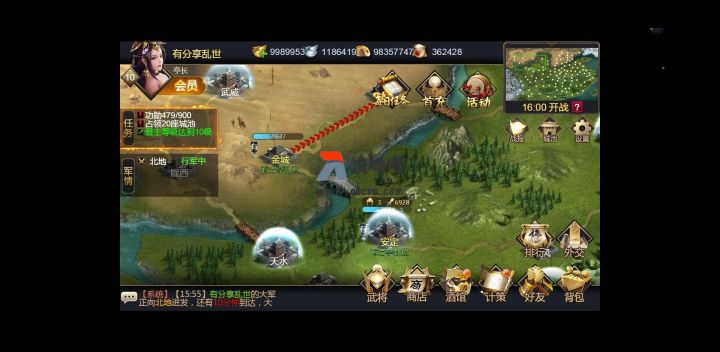 有分享乱世
9989953
1186419
98357747
362428
10
亭长
会员
16:00 开战 ?
任务
功勋479/900
占领20座城池
君主等级达到10级
军情
北地 行军中
陇西
武威
金城
天水
安定
3 6928
首充
活动
战报
城池
设置
排行
外交
武将
商店
酒馆
计策
好友
背包
【系统】【15:55】有分享乱世的大军
正向北地进发，还有10分钟到达，大